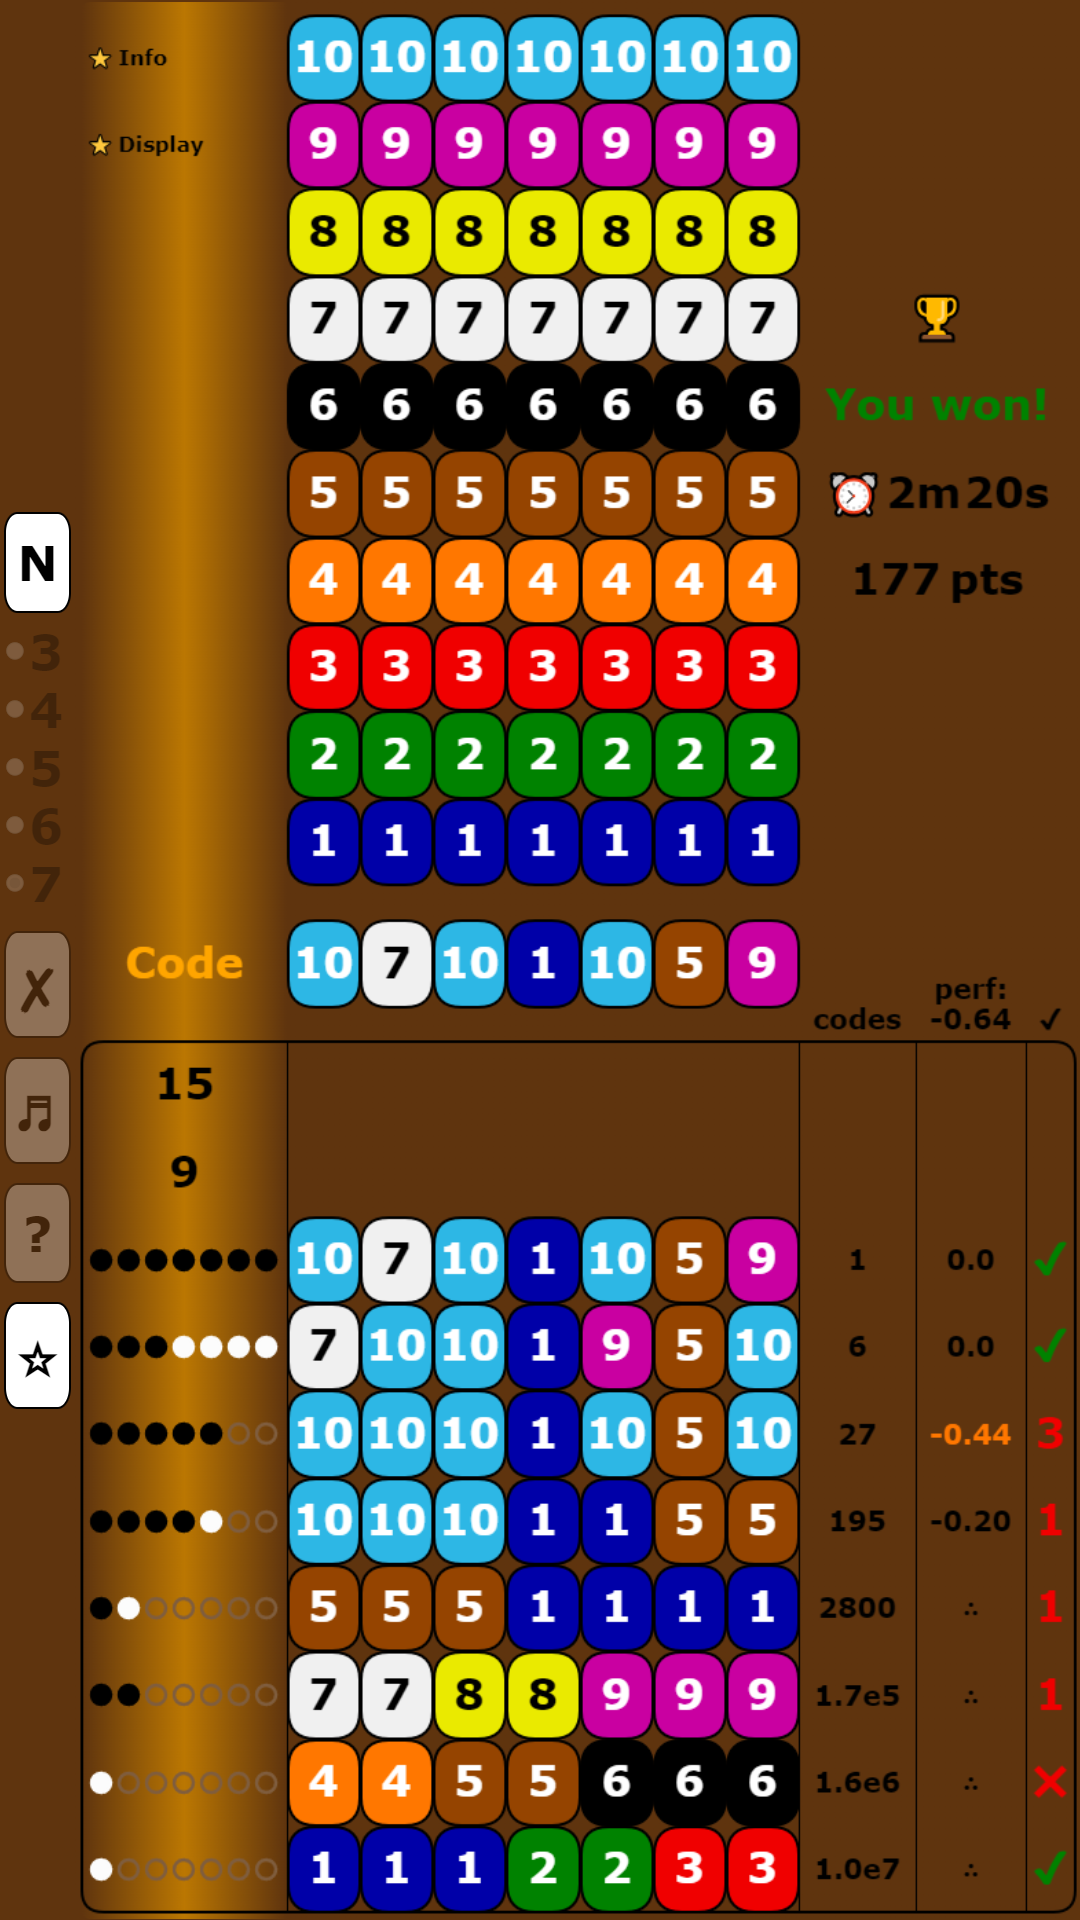 ★ Info
10 10 10 10 10 10 10
★ Display
9 9 9 9 9 9 9
8 8 8 8 8 8 8
7 7 7 7 7 7 7
6 6 6 6 6 6 6
You won!
5 5 5 5 5 5 5
2m 20s
N
4 4 4 4 4 4 4
177 pts
•3
3 3 3 3 3 3 3
•4
2 2 2 2 2 2 2
•5
•6
1 1 1 1 1 1 1
•7
✗
Code
10 7 10 1 10 5 9
codes
perf:
-0.64
✓
15
♬
9
?
10 7 10 1 10 5 9 1 0.0 ✓
☆
7 10 10 1 9 5 10 6 0.0 ✓
10 10 10 1 10 5 10 27 -0.44 3
10 10 10 1 1 5 5 195 -0.20 1
5 5 5 1 1 1 1 2800 ∴ 1
7 7 8 8 9 9 9 1.7e5 ∴ 1
4 4 5 5 6 6 6 1.6e6 ∴ ✕
1 1 1 2 2 3 3 1.0e7 ∴ ✓